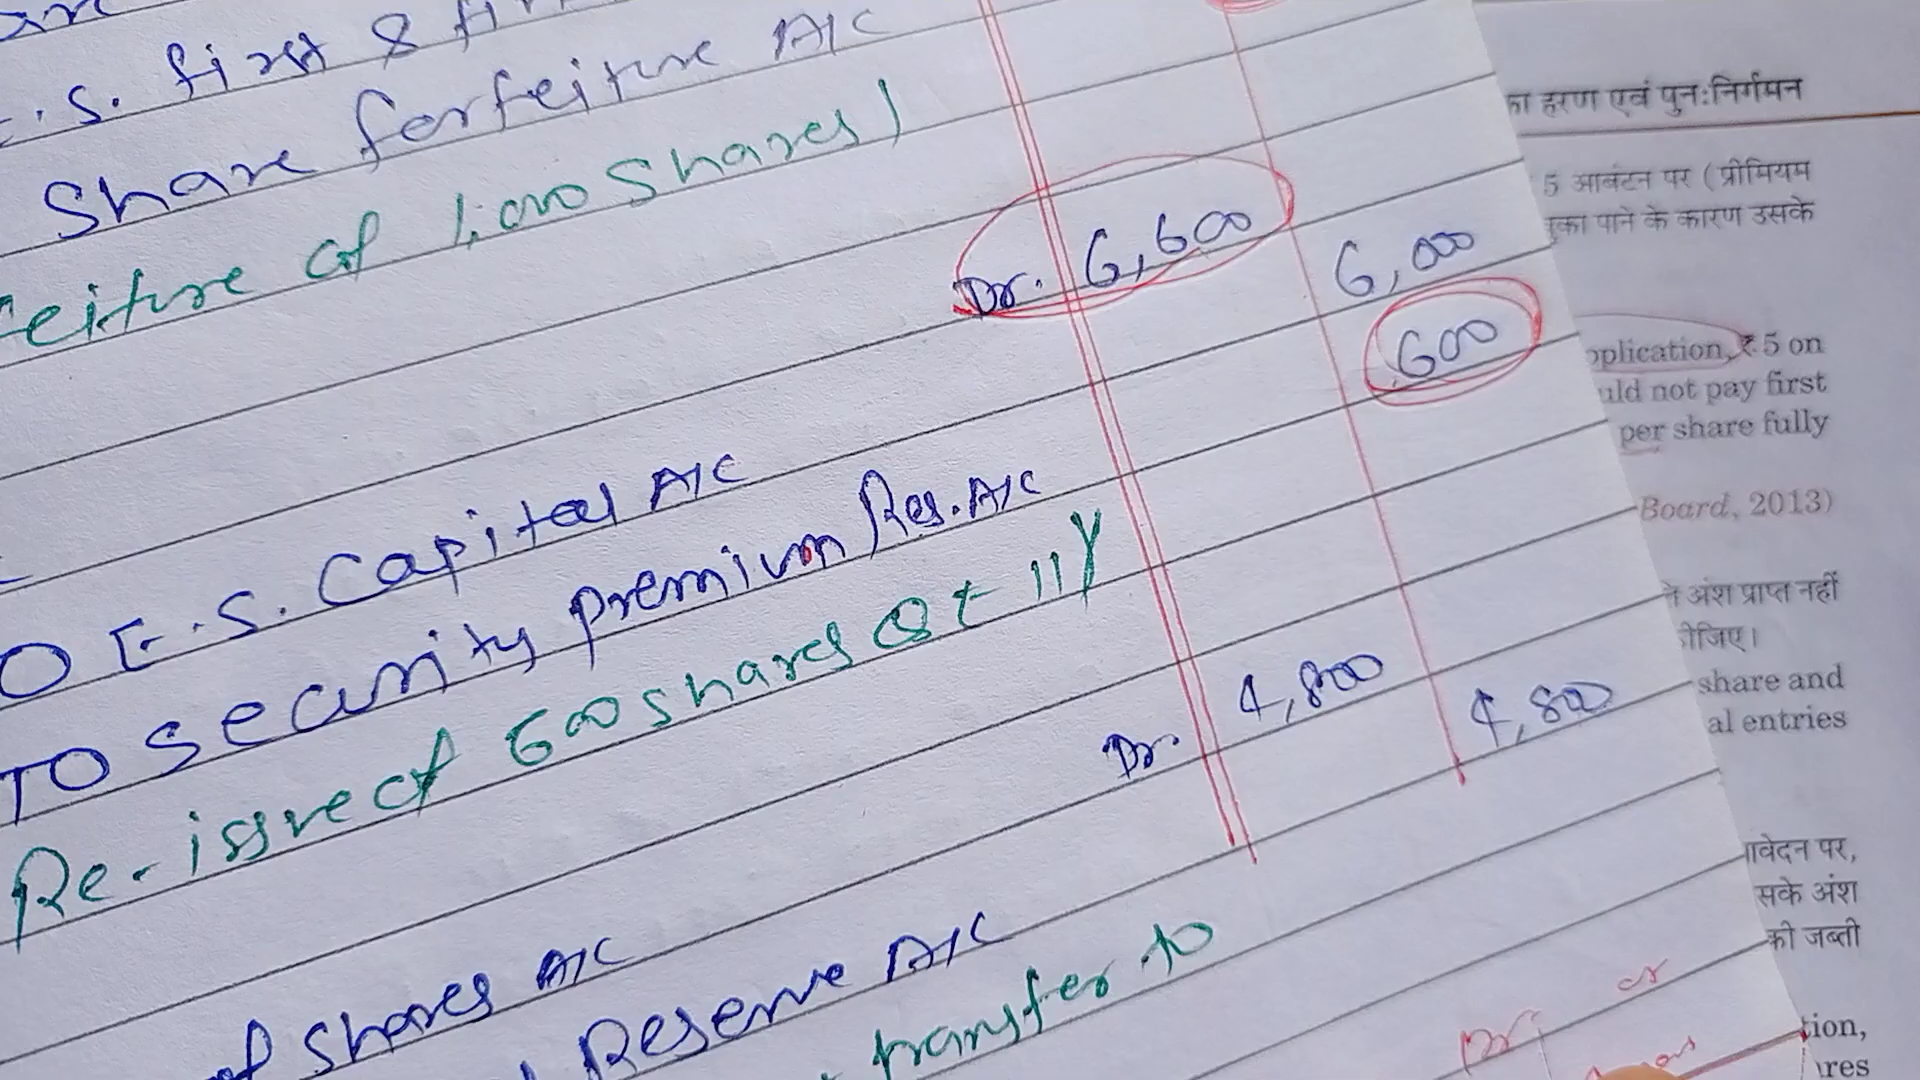 E.S. first &
Share forfeiture A/C
feiture of 1,000 Shares)
Dr. 6,600
6,000
600
O E.S. Capital A/C
TO Security premium Res. A/C
Re-issue of 600 shares @ ₹ 11)
Dr. 4,800
4,800
of Shares A/C
Reserve A/C
transfer to
Dr cr
का हरण एवं पुन:निर्गमन
5 आबंटन पर (प्रीमियम
चुका पाने के कारण उसके
pplication, ₹ 5 on
uld not pay first
per share fully
Board, 2013)
ने अंश प्राप्त नहीं
ीजिए।
share and
al entries
आवेदन पर,
सके अंश
की जब्ती
tion,
ares